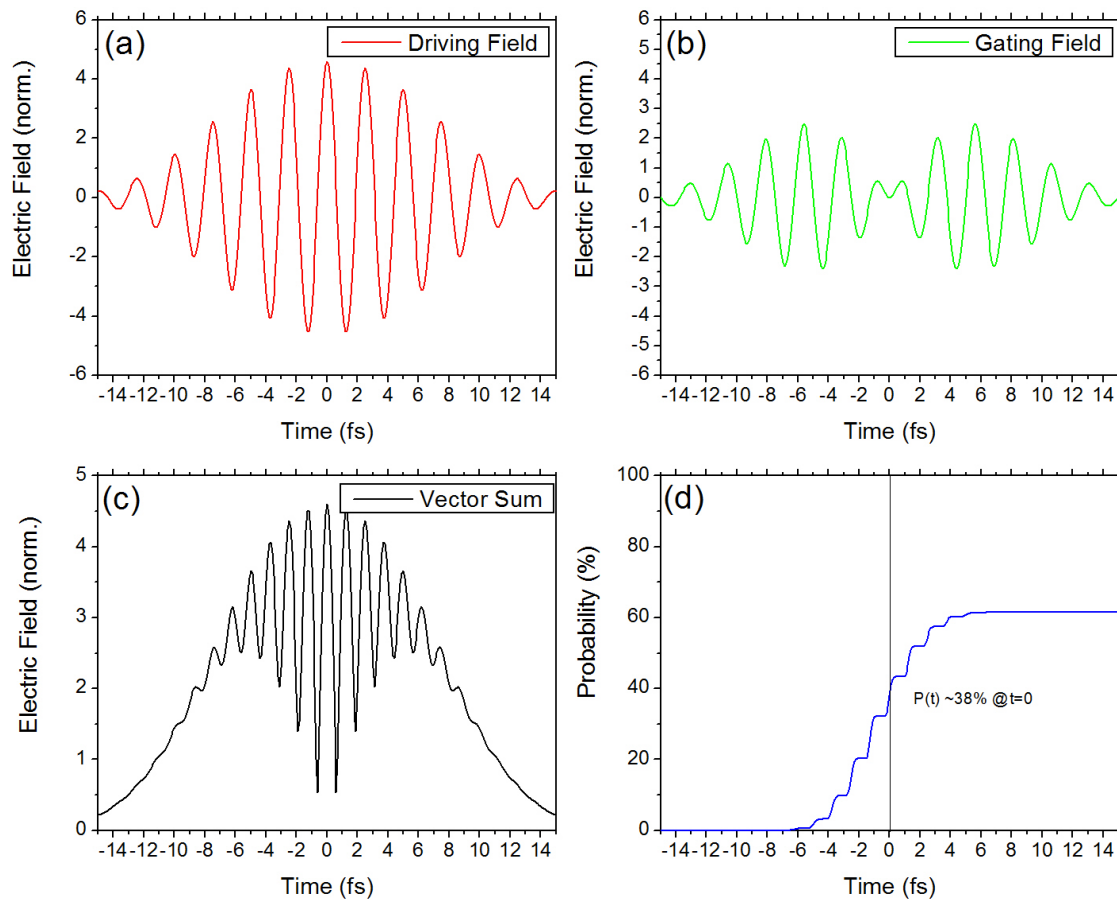 (a)
Driving Field
Electric Field (norm.)
6
4
2
0
-2
-4
-6
-14 -12 -10 -8 -6 -4 -2 0 2 4 6 8 10 12 14
Time (fs)
(b)
Gating Field
Electric Field (norm.)
6
5
4
3
2
1
0
-1
-2
-3
-4
-5
-6
-14 -12 -10 -8 -6 -4 -2 0 2 4 6 8 10 12 14
Time (fs)
(c)
Vector Sum
Electric Field (norm.)
5
4
3
2
1
0
-14 -12 -10 -8 -6 -4 -2 0 2 4 6 8 10 12 14
Time (fs)
(d)
Probability (%)
100
80
60
40
20
0
P(t) ~38% @t=0
-14 -12 -10 -8 -6 -4 -2 0 2 4 6 8 10 12 14
Time (fs)